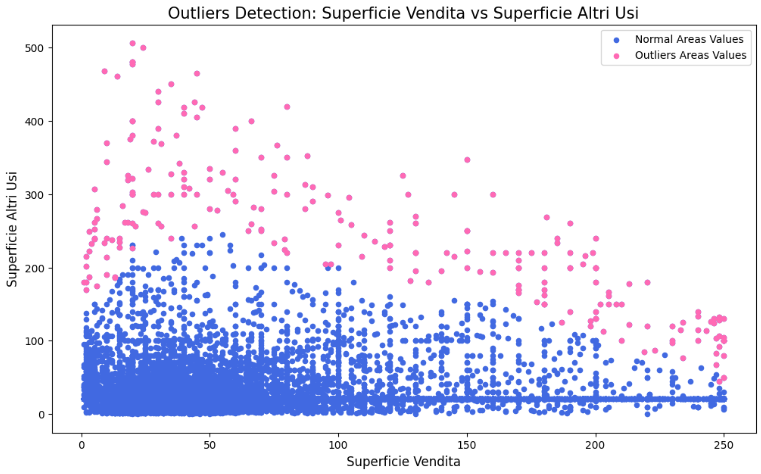 Outliers Detection: Superficie Vendita vs Superficie Altri Usi
Normal Areas Values
Outliers Areas Values
Superficie Altri Usi
500
400
300
200
100
0
0
50
100
150
200
250
Superficie Vendita